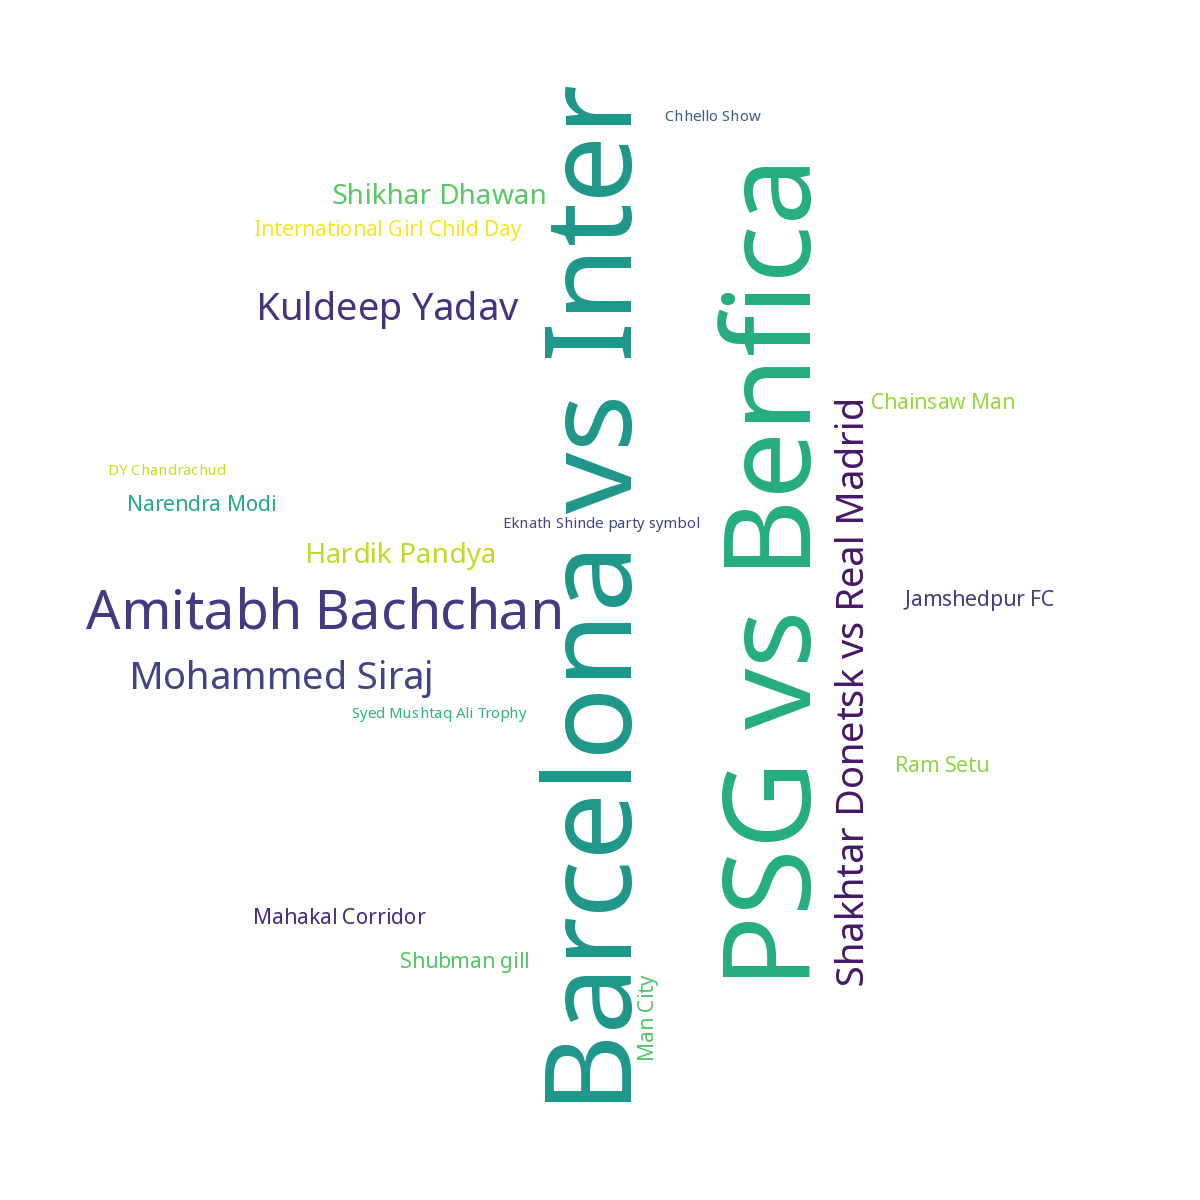 Chhello Show
Shikhar Dhawan
International Girl Child Day
Kuldeep Yadav
Barcelona vs Inter
PSG vs Benfica
Shakhtar Donetsk vs Real Madrid
Chainsaw Man
DY Chandrachud
Narendra Modi
Eknath Shinde party symbol
Hardik Pandya
Amitabh Bachchan
Jamshedpur FC
Mohammed Siraj
Syed Mushtaq Ali Trophy
Ram Setu
Mahakal Corridor
Shubman gill
Man City